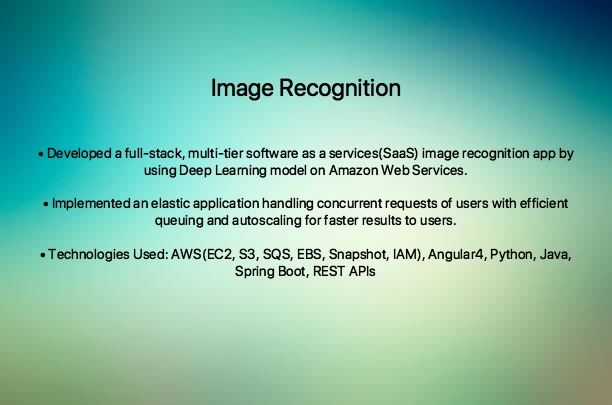 Image Recognition
• Developed a full-stack, multi-tier software as a services(SaaS) image recognition app by
using Deep Learning model on Amazon Web Services.
• Implemented an elastic application handling concurrent requests of users with efficient
queuing and autoscaling for faster results to users.
• Technologies Used: AWS(EC2, S3, SQS, EBS, Snapshot, IAM), Angular4, Python, Java,
Spring Boot, REST APIs